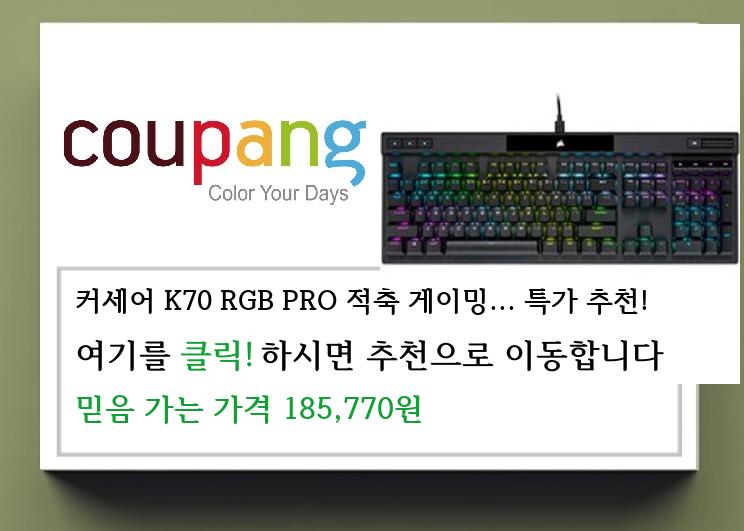 coupang
Color Your Days
커세어 K70 RGB PRO 적축 게이밍... 특가 추천!
여기를 클릭! 하시면 추천으로 이동합니다
믿음 가는 가격 185,770원